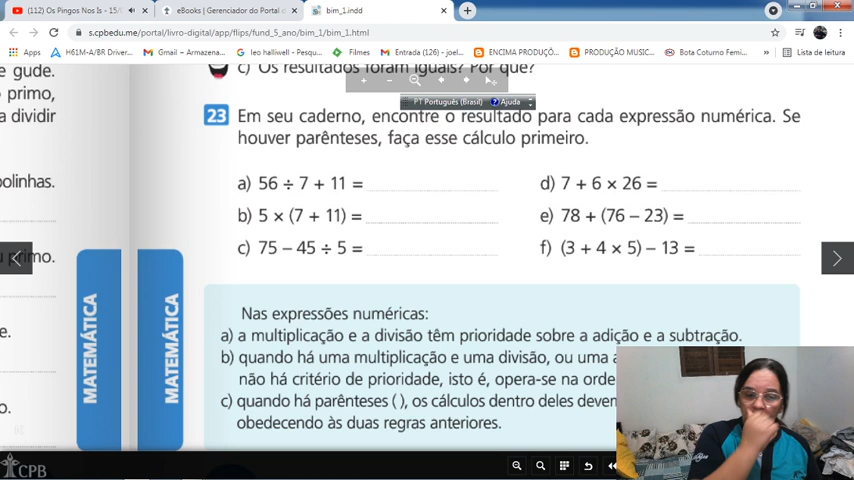 (112) Os Pingos Nos Is - 15/0
eBooks | Gerenciador do Portal d
bim_1.indd
s.cpbedu.me/portal/livro-digital/app/flips/fund_5_ano/bim_1/bim_1.html
Apps
H61M-A/BR Driver...
Gmail – Armazena...
leo halliwell - Pesqu...
Filmes
Entrada (126) - joel...
ENCIMA PRODUÇÕ...
PRODUÇÃO MUSIC...
Bota Coturno Femi...
Lista de leitura
e gude.
primo,
a dividir
bolinhas.
u primo.
e.
o.
MATEMÁTICA
MATEMÁTICA
c) Os resultados foram iguais? Por quê?
PT Português (Brasil)
Ajuda
23 Em seu caderno, encontre o resultado para cada expressão numérica. Se
houver parênteses, faça esse cálculo primeiro.
a) 56 ÷ 7 + 11 =
b) 5 × (7 + 11) =
c) 75 – 45 ÷ 5 =
d) 7 + 6 × 26 =
e) 78 + (76 – 23) =
f) (3 + 4 × 5) – 13 =
Nas expressões numéricas:
a) a multiplicação e a divisão têm prioridade sobre a adição e a subtração.
b) quando há uma multiplicação e uma divisão, ou uma a
não há critério de prioridade, isto é, opera-se na orde
c) quando há parênteses ( ), os cálculos dentro deles devem
obedecendo às duas regras anteriores.
CPB